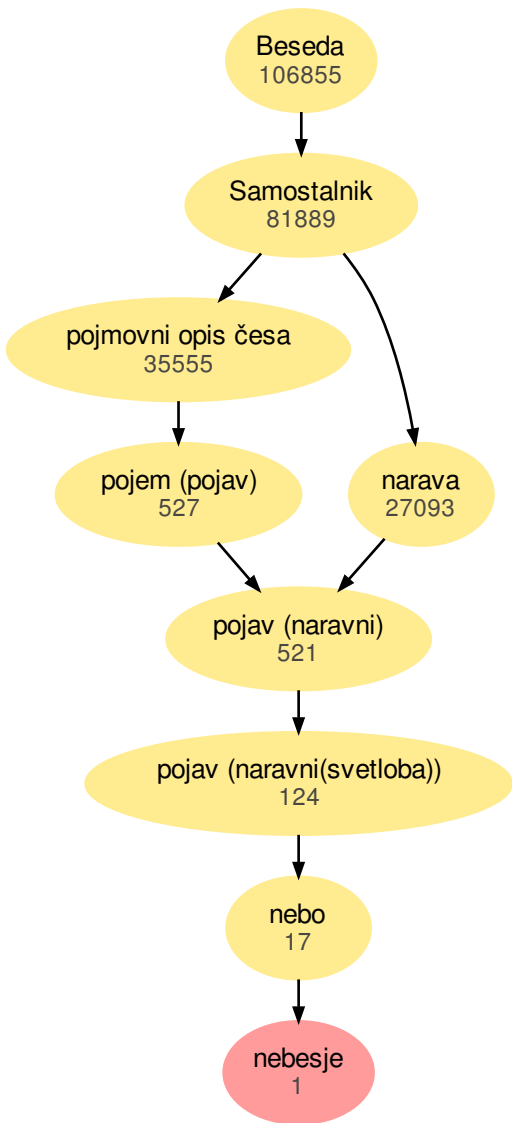 Beseda
106855
Samostalnik
81889
pojmovni opis česa
35555
pojem (pojav)
527
narava
27093
pojav (naravni)
521
pojav (naravni(svetloba))
124
nebo
17
nebesje
1